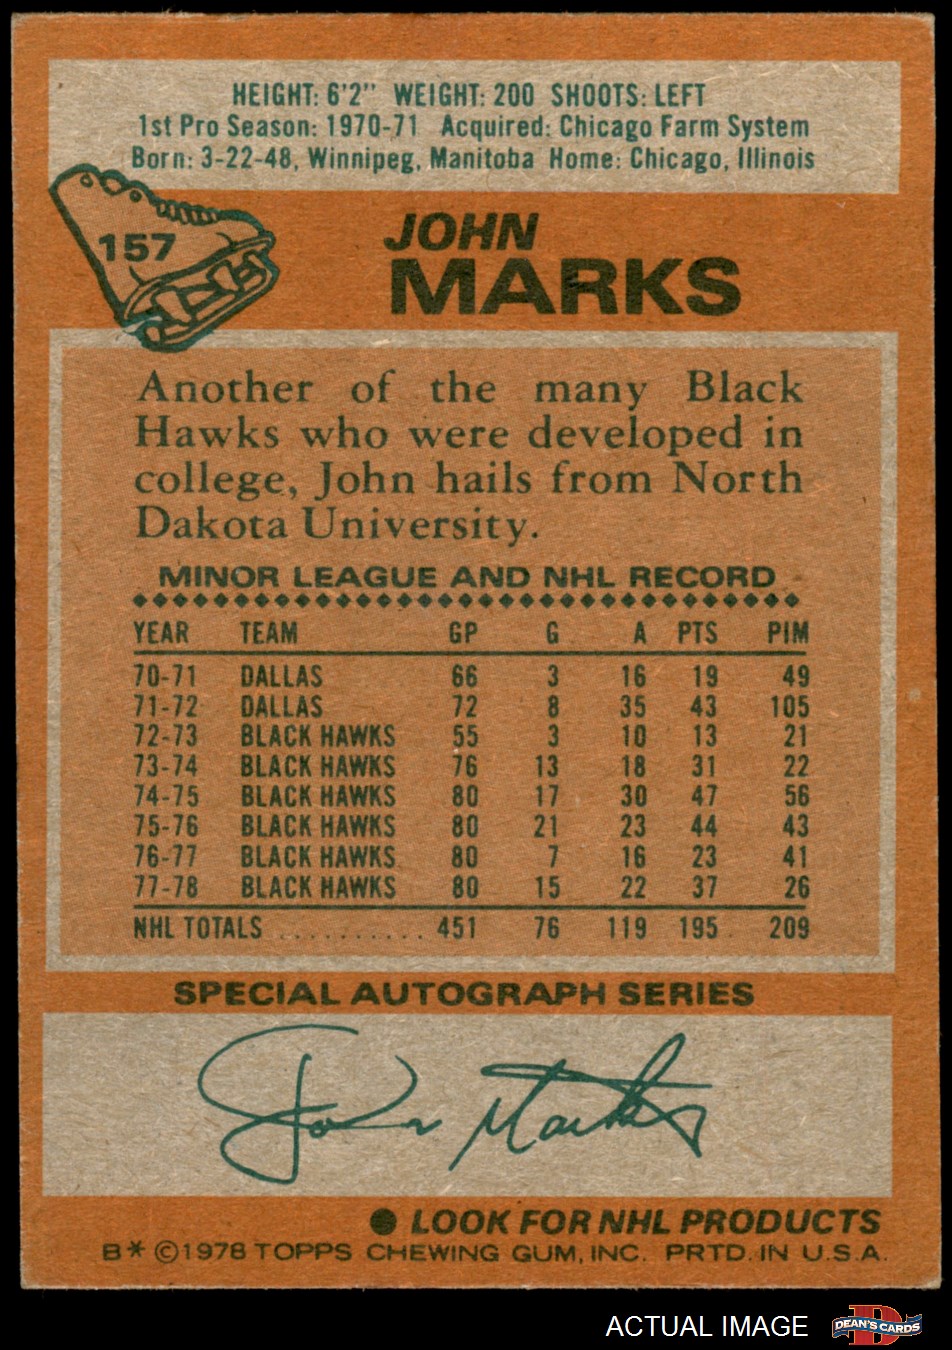 HEIGHT: 6'2" WEIGHT: 200 SHOOTS: LEFT
1st Pro Season: 1970-71 Acquired: Chicago Farm System
Born: 3-22-48, Winnipeg, Manitoba Home: Chicago, Illinois
157
JOHN
MARKS
Another of the many Black
Hawks who were developed in
college, John hails from North
Dakota University.
MINOR LEAGUE AND NHL RECORD
YEAR TEAM GP G A PTS PIM
70-71 DALLAS 66 3 16 19 49
71-72 DALLAS 72 8 35 43 105
72-73 BLACK HAWKS 55 3 10 13 21
73-74 BLACK HAWKS 76 13 18 31 22
74-75 BLACK HAWKS 80 17 30 47 56
75-76 BLACK HAWKS 80 21 23 44 43
76-77 BLACK HAWKS 80 7 16 23 41
77-78 BLACK HAWKS 80 15 22 37 26
NHL TOTALS .......... 451 76 119 195 209
SPECIAL AUTOGRAPH SERIES
John Marks
● LOOK FOR NHL PRODUCTS
B* ©1978 TOPPS CHEWING GUM, INC. PRTD. IN U.S.A.
ACTUAL IMAGE
D
DEAN'S CARDS